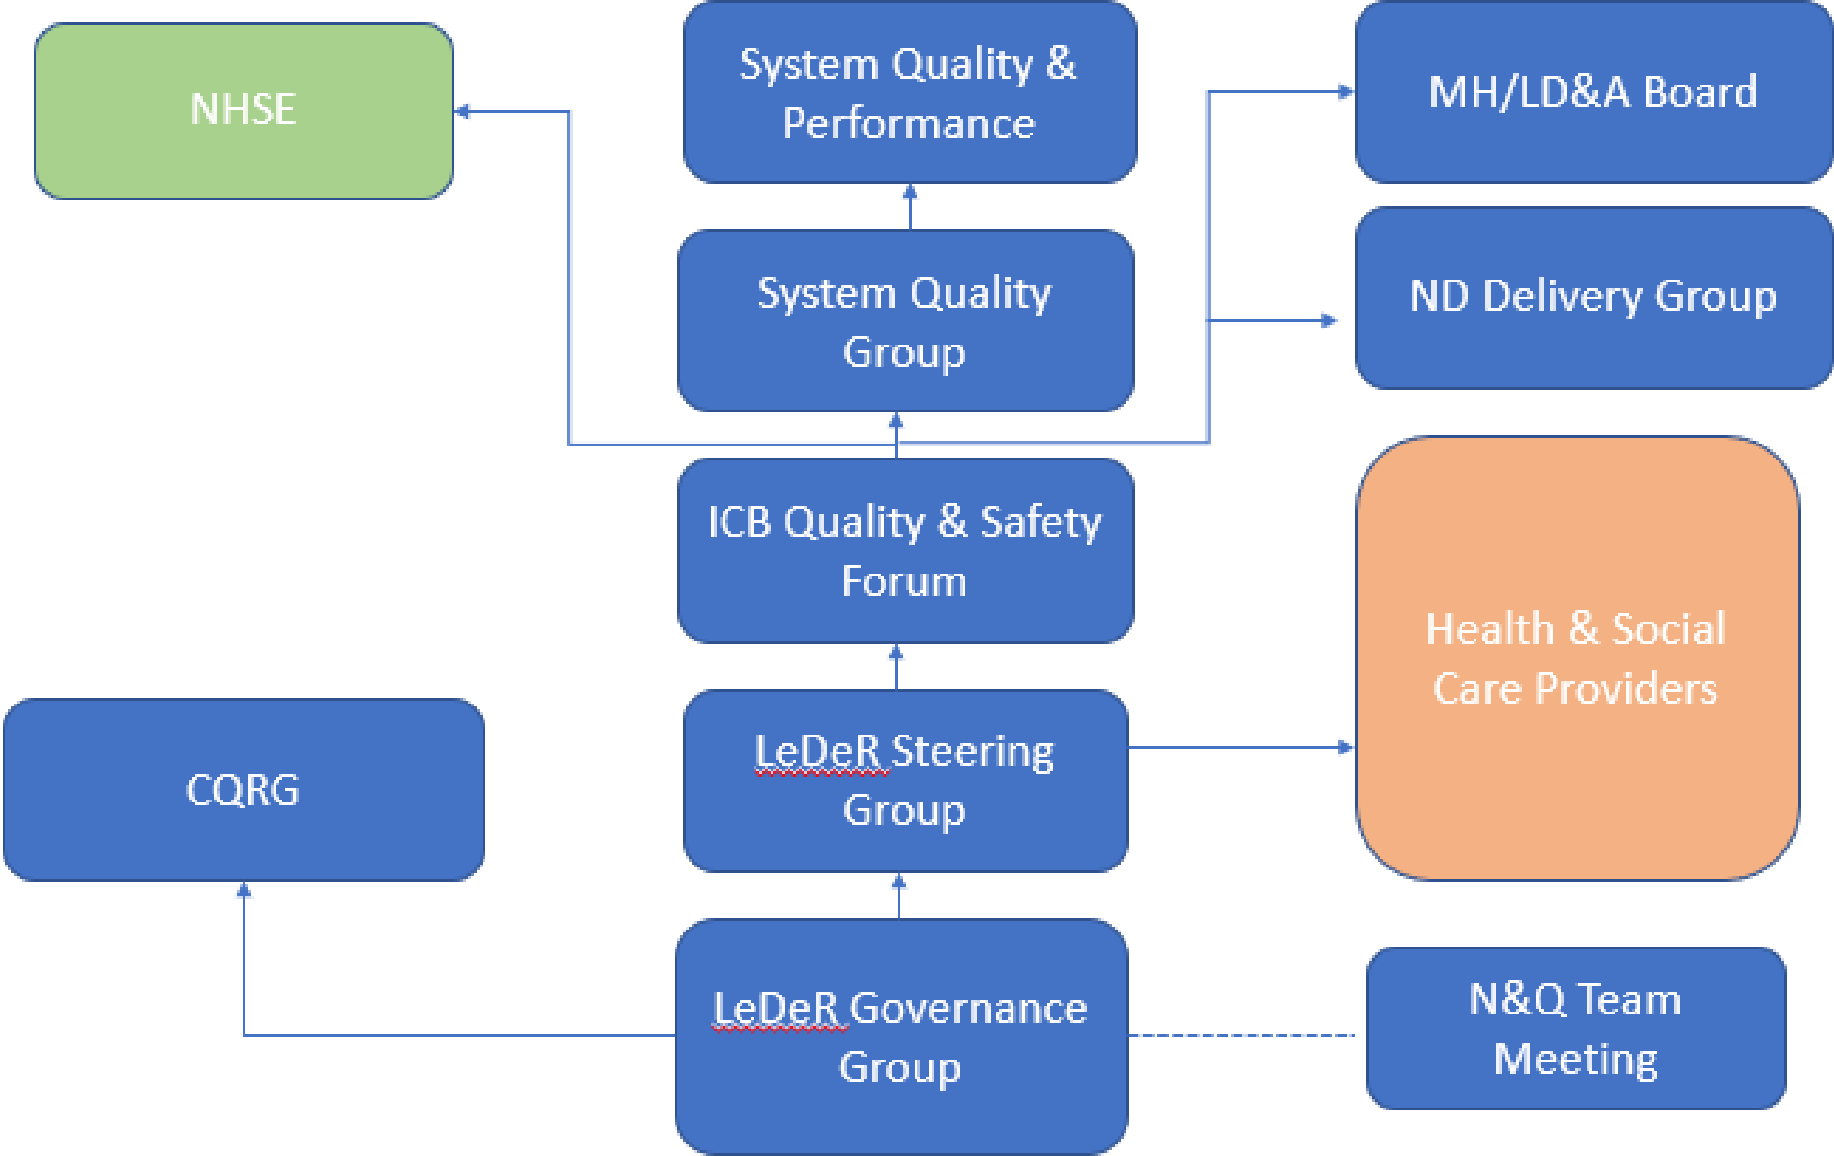 NHSE
System Quality &
Performance
MH/LD&A Board
System Quality
Group
ND Delivery Group
ICB Quality & Safety
Forum
Health & Social
Care Providers
LeDeR Steering
Group
CQRG
LeDeR Governance
Group
N&Q Team
Meeting